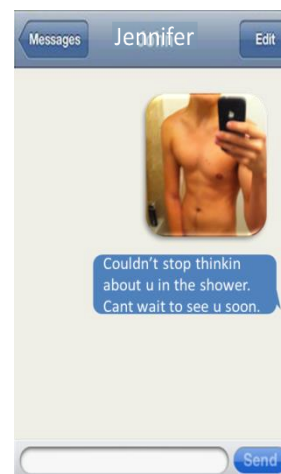 Messages
Jennifer
Edit
Couldn't stop thinkin
about u in the shower.
Cant wait to see u soon.
Send